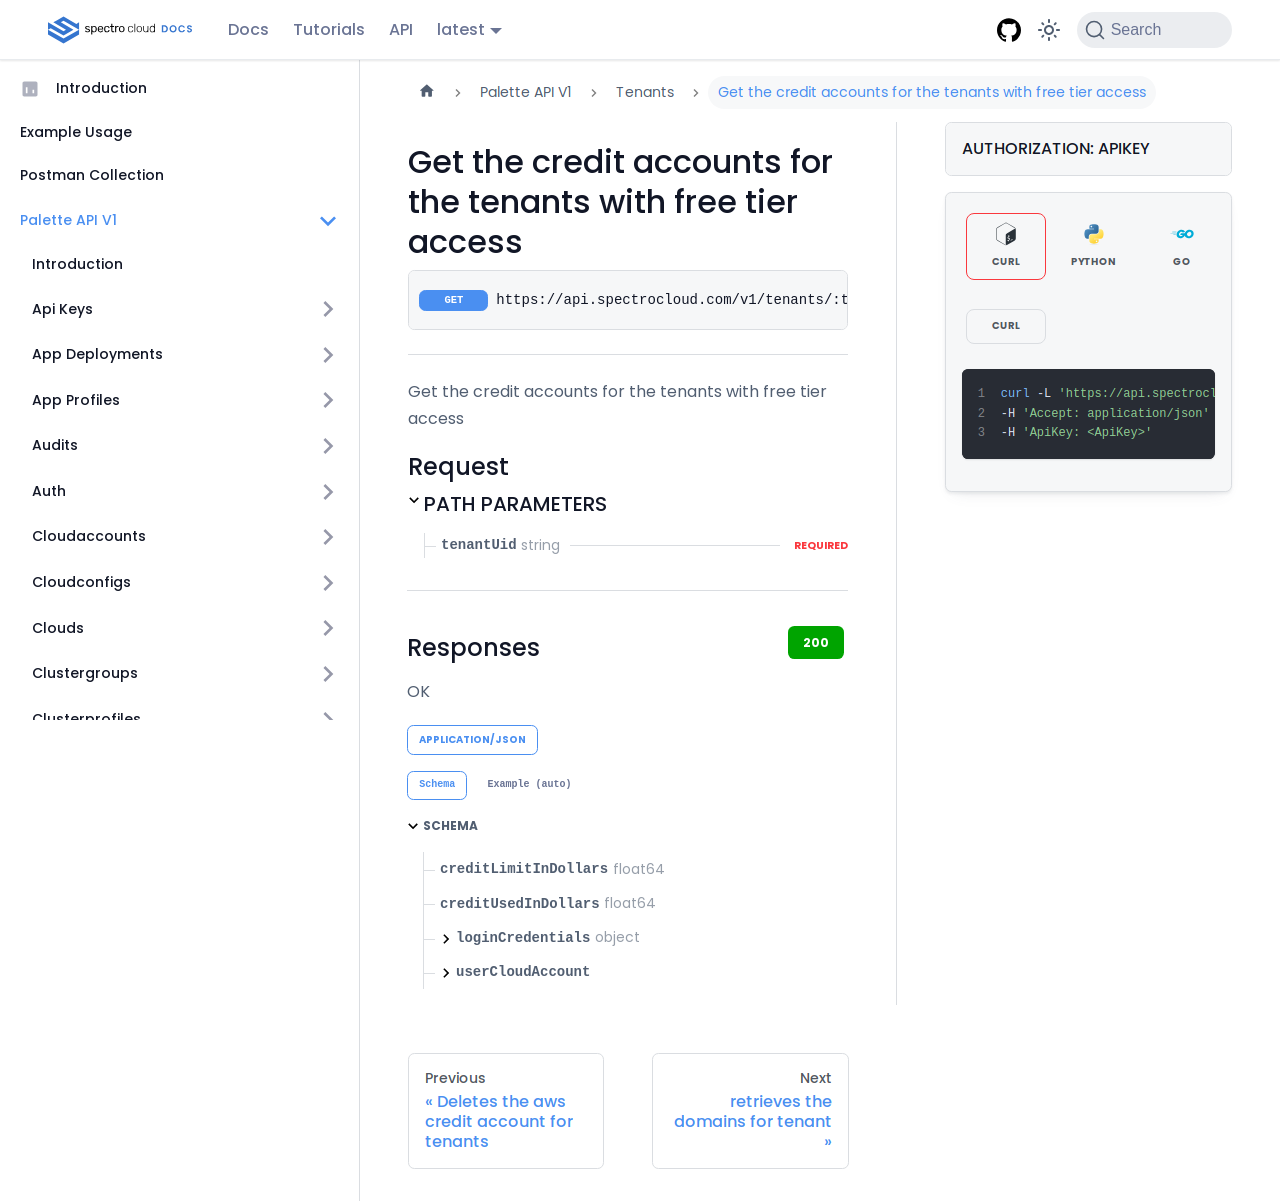 spectro cloud DOCS
Docs Tutorials API latest
Search
Introduction
Example Usage
Postman Collection
Palette API V1
Introduction
Api Keys
App Deployments
App Profiles
Audits
Auth
Cloudaccounts
Cloudconfigs
Clouds
Clustergroups
Clusterprofiles
Palette API V1 Tenants Get the credit accounts for the tenants with free tier access
Get the credit accounts for
the tenants with free tier
access
GET https://api.spectrocloud.com/v1/tenants/:t
Get the credit accounts for the tenants with free tier
access
Request
PATH PARAMETERS
tenantUid string REQUIRED
Responses
200
OK
APPLICATION/JSON
Schema Example (auto)
SCHEMA
creditLimitInDollars float64
creditUsedInDollars float64
loginCredentials object
userCloudAccount
Previous
« Deletes the aws
credit account for
tenants
Next
retrieves the
domains for tenant
»
AUTHORIZATION: APIKEY
CURL PYTHON GO
CURL
1 curl -L 'https://api.spectrocl
2 -H 'Accept: application/json'
3 -H 'ApiKey: <ApiKey>'